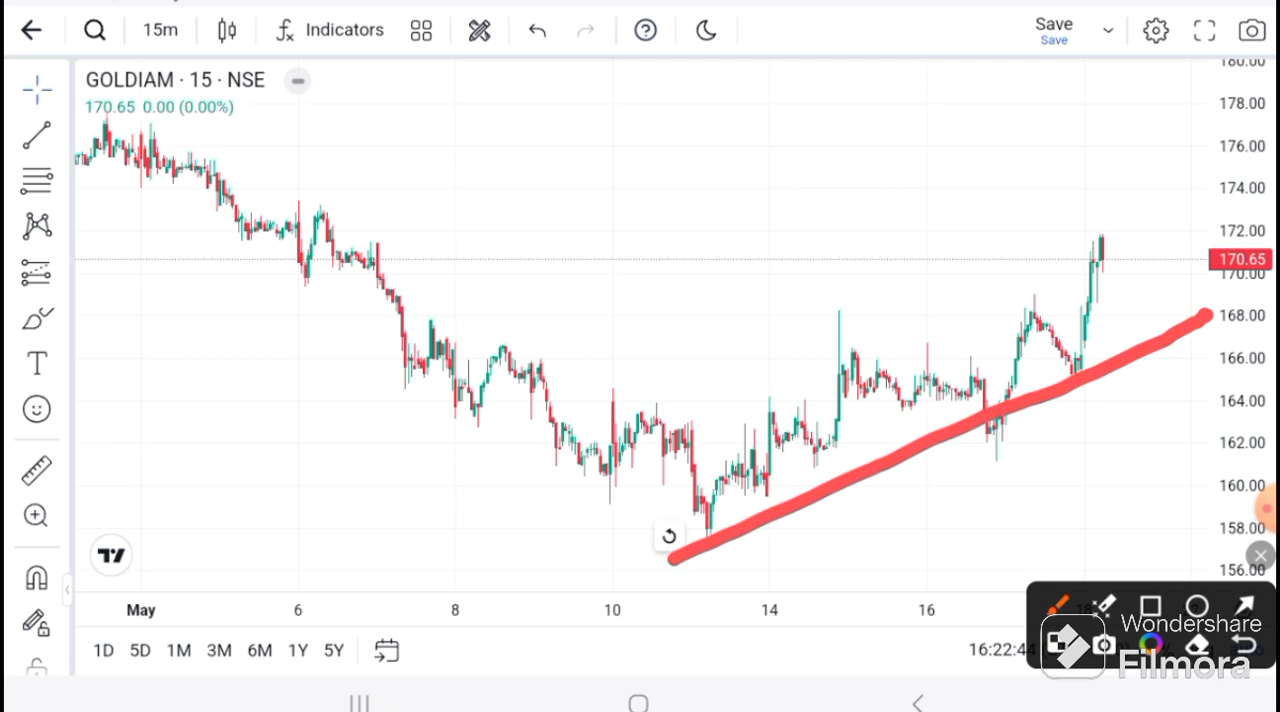 15m Indicators Save
Save
GOLDIAM · 15 · NSE
170.65 0.00 (0.00%)
180.00
178.00
176.00
174.00
172.00
170.65
170.00
168.00
166.00
164.00
162.00
160.00
158.00
156.00
May 6 8 10 14 16 18
1D 5D 1M 3M 6M 1Y 5Y 16:22:44
Wondershare
Filmora